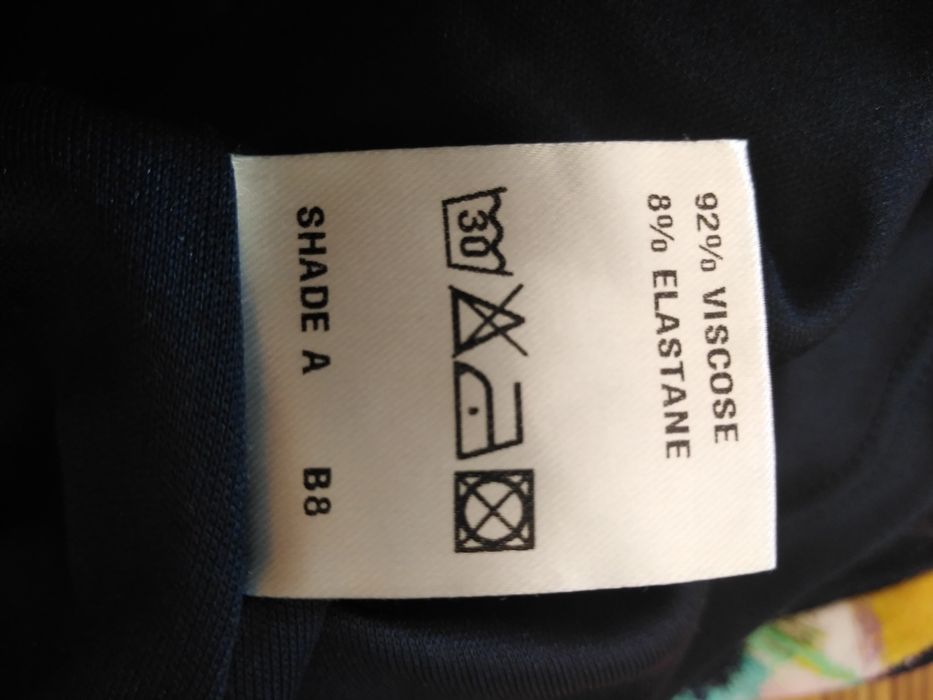 92% VISCOSE
8% ELASTANE
30
SHADE A B8